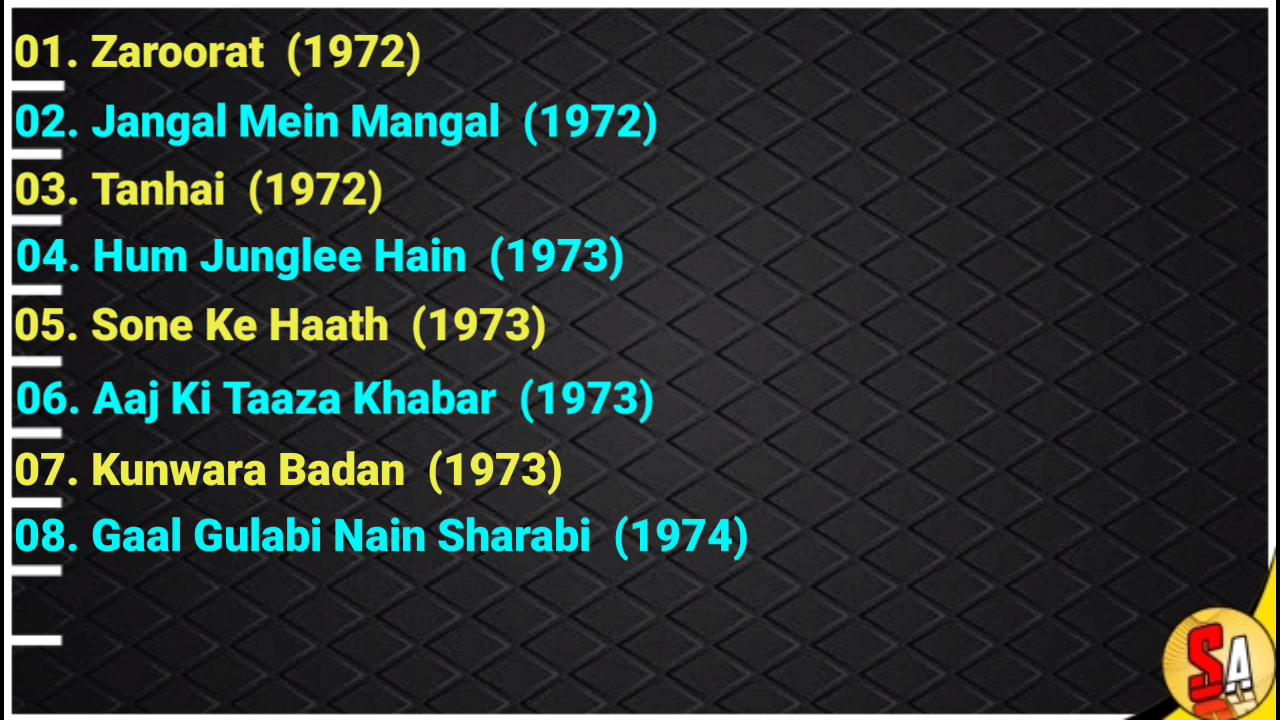 01. Zaroorat (1972)
02. Jangal Mein Mangal (1972)
03. Tanhai (1972)
04. Hum Junglee Hain (1973)
05. Sone Ke Haath (1973)
06. Aaj Ki Taaza Khabar (1973)
07. Kunwara Badan (1973)
08. Gaal Gulabi Nain Sharabi (1974)
SA